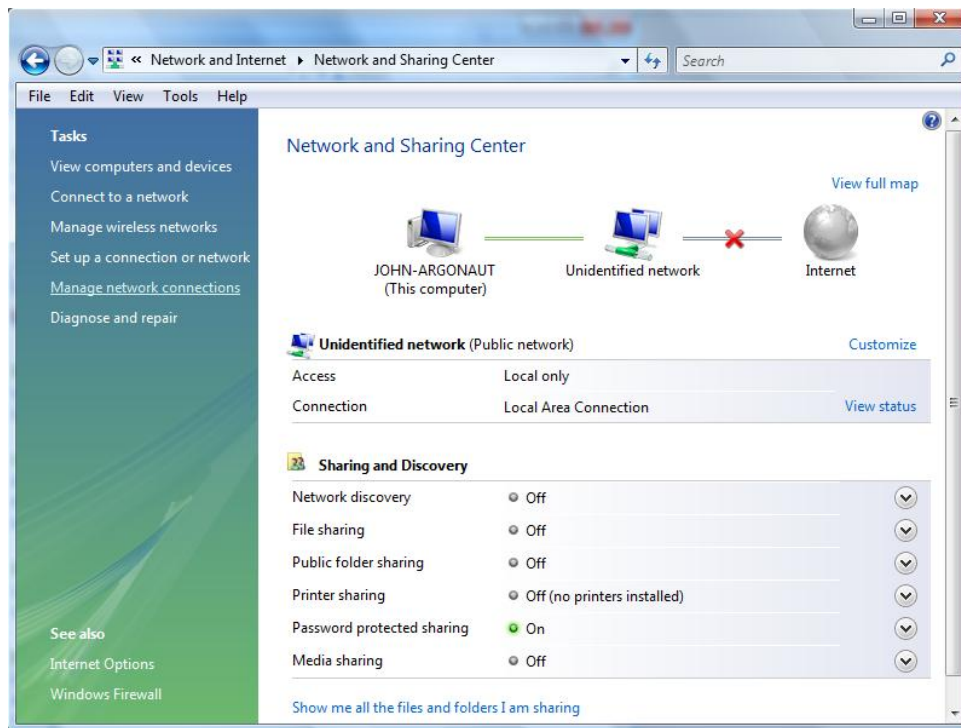 « Network and Internet ▸ Network and Sharing Center
Search
File Edit View Tools Help
Tasks
View computers and devices
Connect to a network
Manage wireless networks
Set up a connection or network
Manage network connections
Diagnose and repair
See also
Internet Options
Windows Firewall
Network and Sharing Center
View full map
JOHN-ARGONAUT
(This computer)
Unidentified network
Internet
Unidentified network (Public network)
Customize
Access Local only
Connection Local Area Connection View status
Sharing and Discovery
Network discovery Off
File sharing Off
Public folder sharing Off
Printer sharing Off (no printers installed)
Password protected sharing On
Media sharing Off
Show me all the files and folders I am sharing